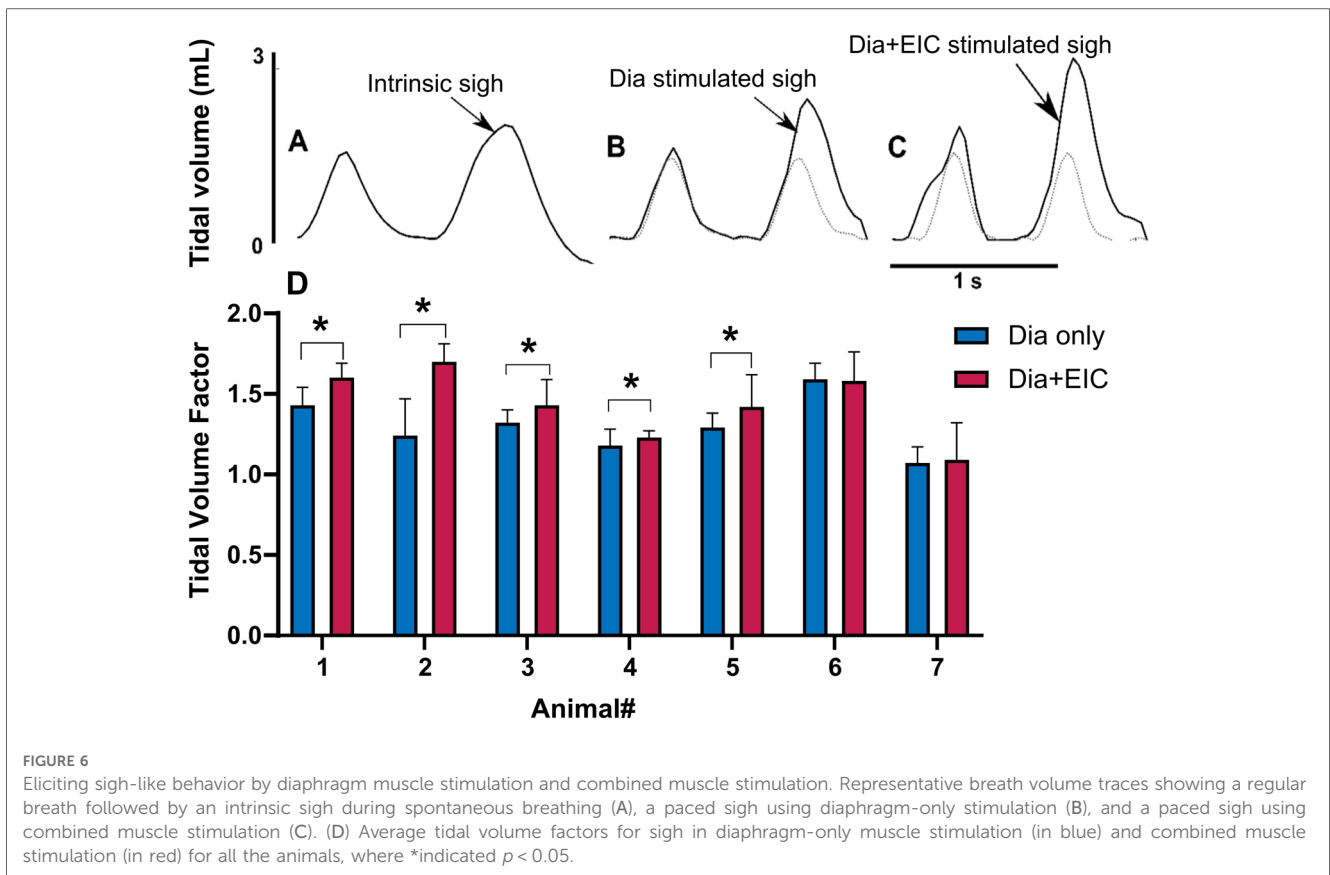 Tidal volume (mL)
3
0
A
Intrinsic sigh
B
Dia stimulated sigh
C
Dia+EIC stimulated sigh
1 s
D
Tidal Volume Factor
2.0
1.5
1.0
0.5
0.0
* * * * *
Dia only
Dia+EIC
1 2 3 4 5 6 7
Animal#
FIGURE 6
Eliciting sigh-like behavior by diaphragm muscle stimulation and combined muscle stimulation. Representative breath volume traces showing a regular
breath followed by an intrinsic sigh during spontaneous breathing (A), a paced sigh using diaphragm-only stimulation (B), and a paced sigh using
combined muscle stimulation (C). (D) Average tidal volume factors for sigh in diaphragm-only muscle stimulation (in blue) and combined muscle
stimulation (in red) for all the animals, where *indicated p < 0.05.